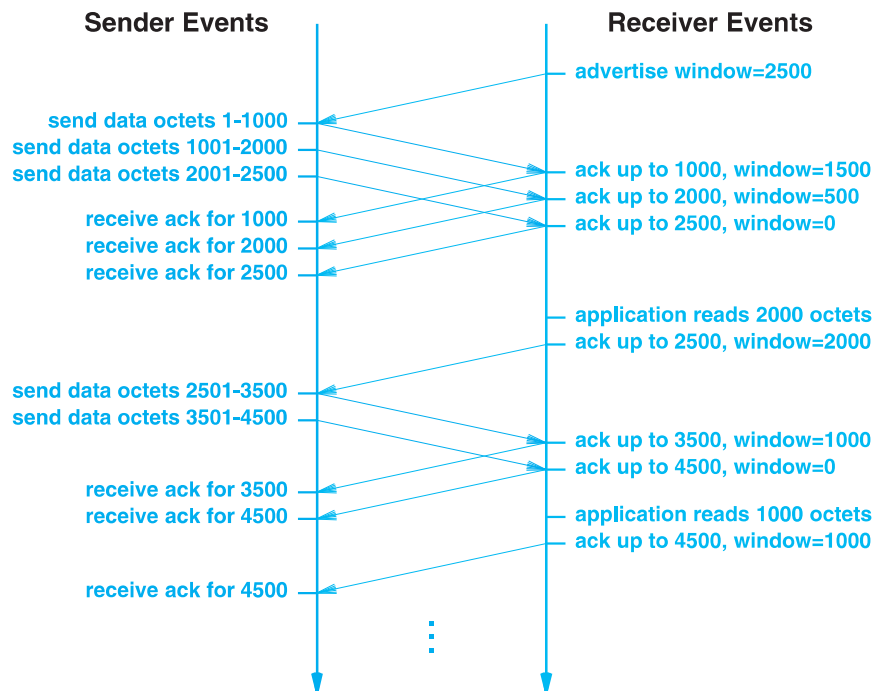 Sender Events
Receiver Events
advertise window=2500
send data octets 1-1000
send data octets 1001-2000
send data octets 2001-2500
ack up to 1000, window=1500
ack up to 2000, window=500
ack up to 2500, window=0
receive ack for 1000
receive ack for 2000
receive ack for 2500
application reads 2000 octets
ack up to 2500, window=2000
send data octets 2501-3500
send data octets 3501-4500
ack up to 3500, window=1000
ack up to 4500, window=0
receive ack for 3500
receive ack for 4500
application reads 1000 octets
ack up to 4500, window=1000
receive ack for 4500